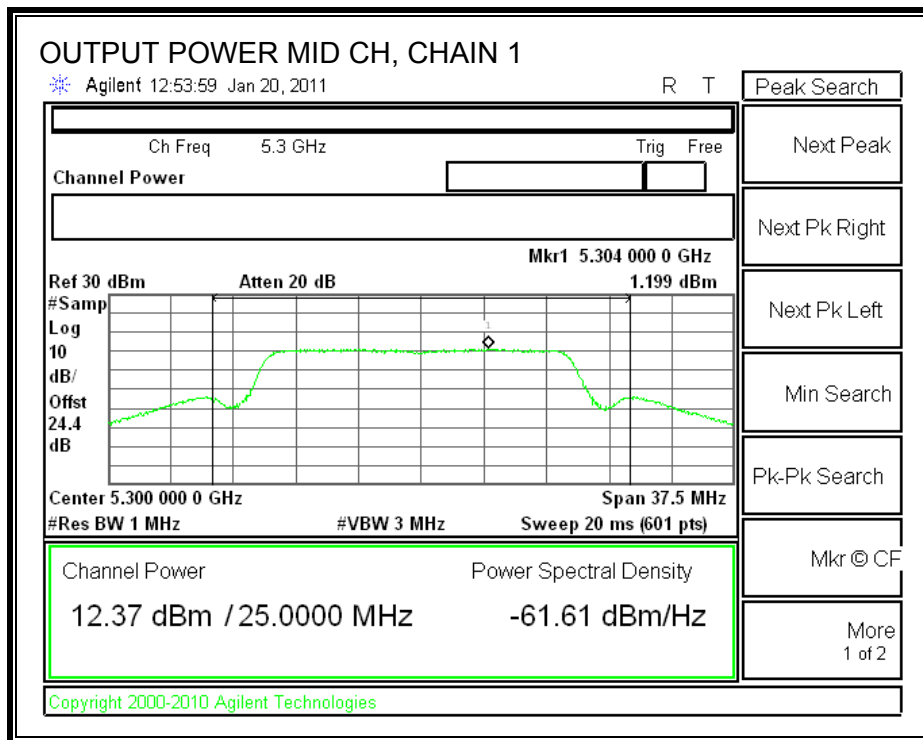 OUTPUT POWER MID CH, CHAIN 1
Agilent 12:53:59 Jan 20, 2011 R T
Peak Search
Ch Freq 5.3 GHz Trig Free
Channel Power
Mkr1 5.304 000 0 GHz
Ref 30 dBm Atten 20 dB 1.199 dBm
#Samp
Log
10
dB/
Offst
24.4
dB
1
Center 5.300 000 0 GHz Span 37.5 MHz
#Res BW 1 MHz #VBW 3 MHz Sweep 20 ms (601 pts)
Channel Power Power Spectral Density
12.37 dBm / 25.0000 MHz -61.61 dBm/Hz
Next Peak
Next Pk Right
Next Pk Left
Min Search
Pk-Pk Search
Mkr © CF
More
1 of 2
Copyright 2000-2010 Agilent Technologies